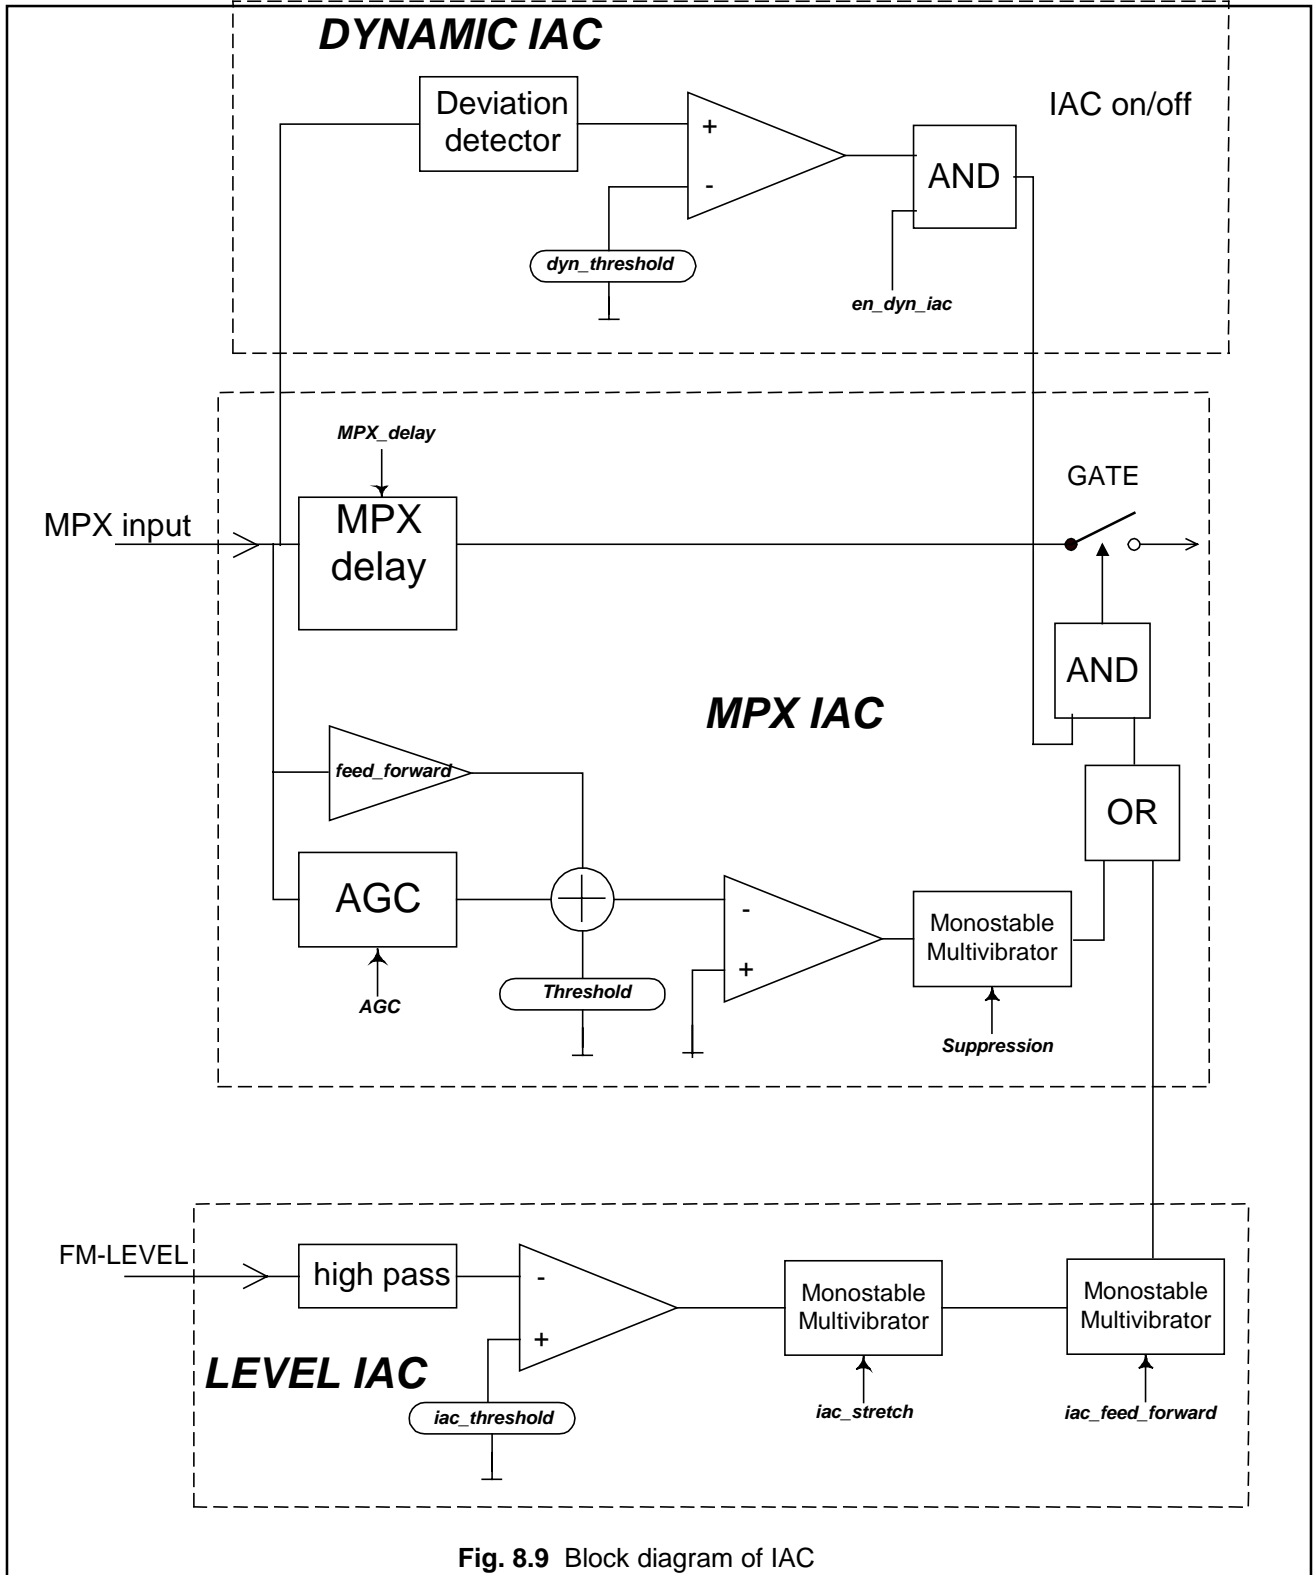 DYNAMIC IAC
Deviation
detector
+
-
AND
IAC on/off
dyn_threshold
en_dyn_iac
MPX_delay
MPX input
MPX
delay
GATE
AND
MPX IAC
feed_forward
OR
AGC
-
+
Monostable
Multivibrator
Threshold
AGC
Suppression
FM-LEVEL
high pass
-
+
Monostable
Multivibrator
Monostable
Multivibrator
LEVEL IAC
iac_threshold
iac_stretch
iac_feed_forward
Fig. 8.9 Block diagram of IAC